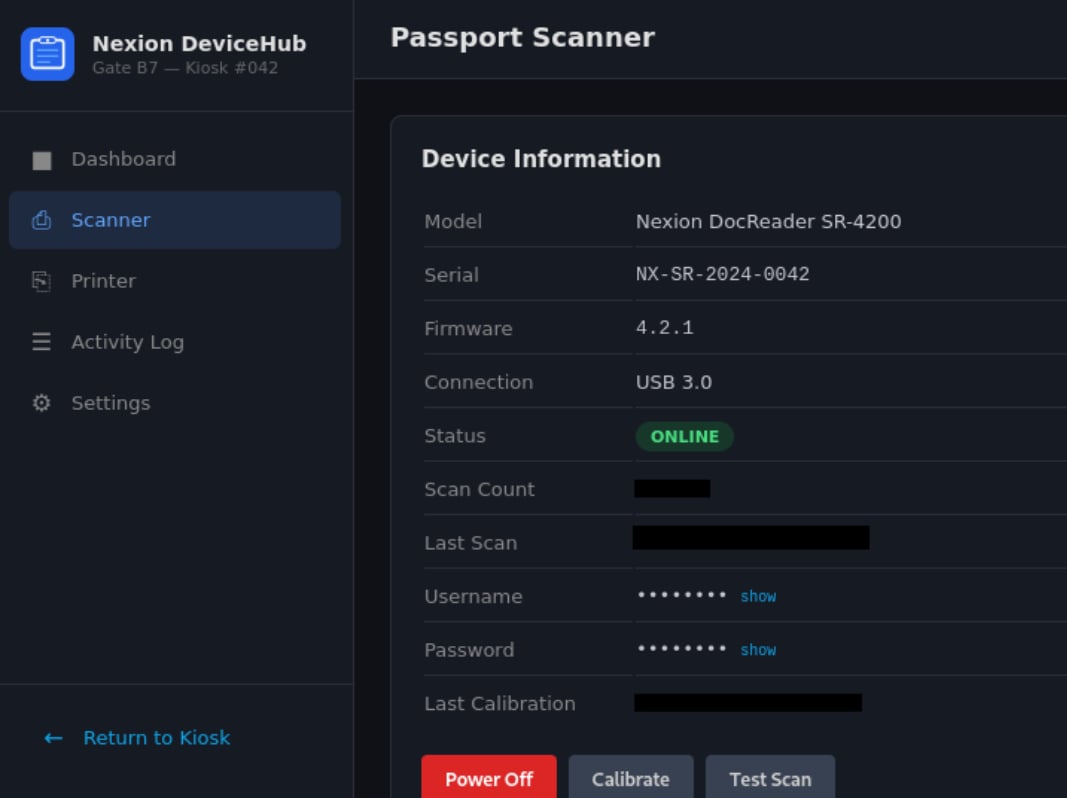 Nexion DeviceHub
Gate B7 — Kiosk #042
Dashboard
Scanner
Printer
Activity Log
Settings
← Return to Kiosk
Passport Scanner
Device Information
Model Nexion DocReader SR-4200
Serial NX-SR-2024-0042
Firmware 4.2.1
Connection USB 3.0
Status ONLINE
Scan Count
Last Scan
Username •••••••• show
Password •••••••• show
Last Calibration
Power Off Calibrate Test Scan